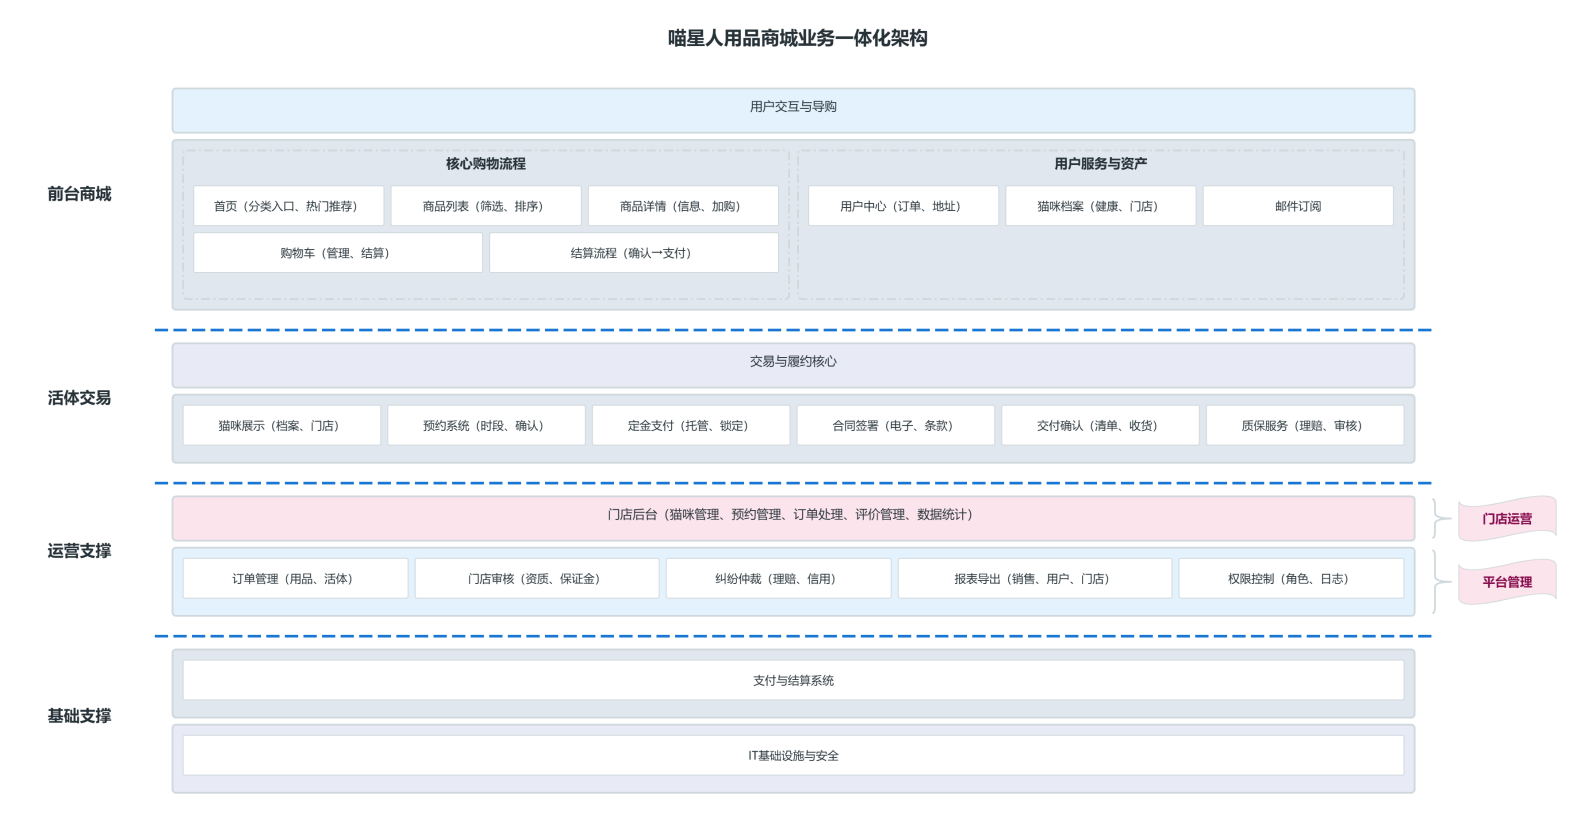 喵星人用品商城业务一体化架构
用户交互与导购
前台商城
核心购物流程
首页（分类入口、热门推荐）
商品列表（筛选、排序）
商品详情（信息、加购）
购物车（管理、结算）
结算流程（确认→支付）
用户服务与资产
用户中心（订单、地址）
猫咪档案（健康、门店）
邮件订阅
交易与履约核心
活体交易
猫咪展示（档案、门店）
预约系统（时段、确认）
定金支付（托管、锁定）
合同签署（电子、条款）
交付确认（清单、收货）
质保服务（理赔、审核）
门店后台（猫咪管理、预约管理、订单处理、评价管理、数据统计）
门店运营
运营支撑
订单管理（用品、活体）
门店审核（资质、保证金）
纠纷仲裁（理赔、信用）
报表导出（销售、用户、门店）
权限控制（角色、日志）
平台管理
基础支撑
支付与结算系统
IT基础设施与安全